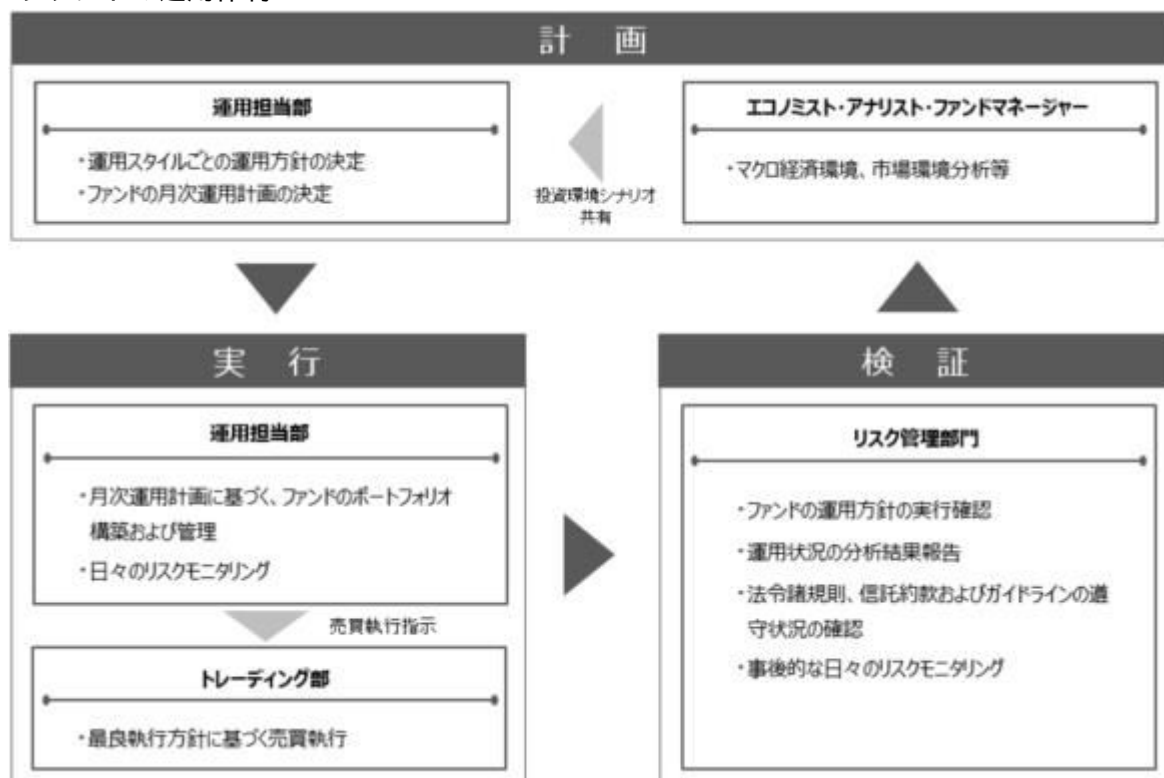 計 画
運用担当部
・運用スタイルごとの運用方針の決定
・ファンドの月次運用計画の決定
投資環境シナリオ
共有
エコノミスト・アナリスト・ファンドマネージャー
・マクロ経済環境、市場環境分析等
実 行
運用担当部
・月次運用計画に基づく、ファンドのポートフォリオ
構築および管理
・日々のリスクモニタリング
売買執行指示
トレーディング部
・最良執行方針に基づく売買執行
検 証
リスク管理部門
・ファンドの運用方針の実行確認
・運用状況の分析結果報告
・法令諸規則、信託約款およびガイドラインの遵
守状況の確認
・事後的な日々のリスクモニタリング